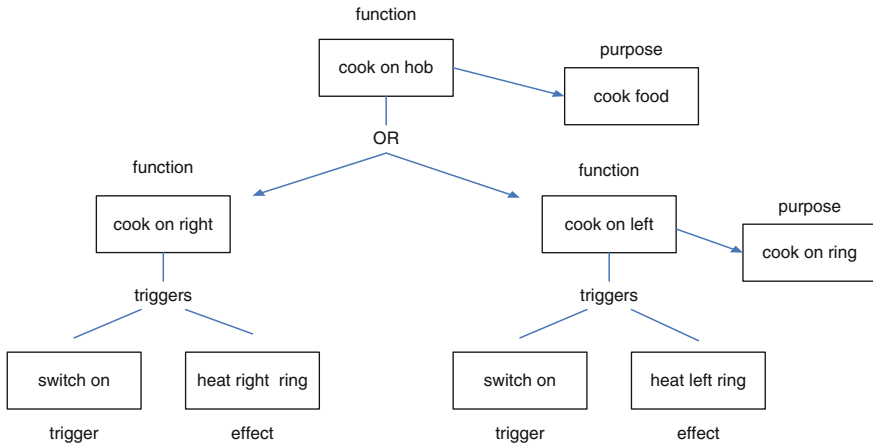 function
purpose
cook on hob
cook food
OR
function
function
purpose
cook on right
cook on left
cook on ring
triggers
triggers
switch on
heat right ring
switch on
heat left ring
trigger
effect
trigger
effect